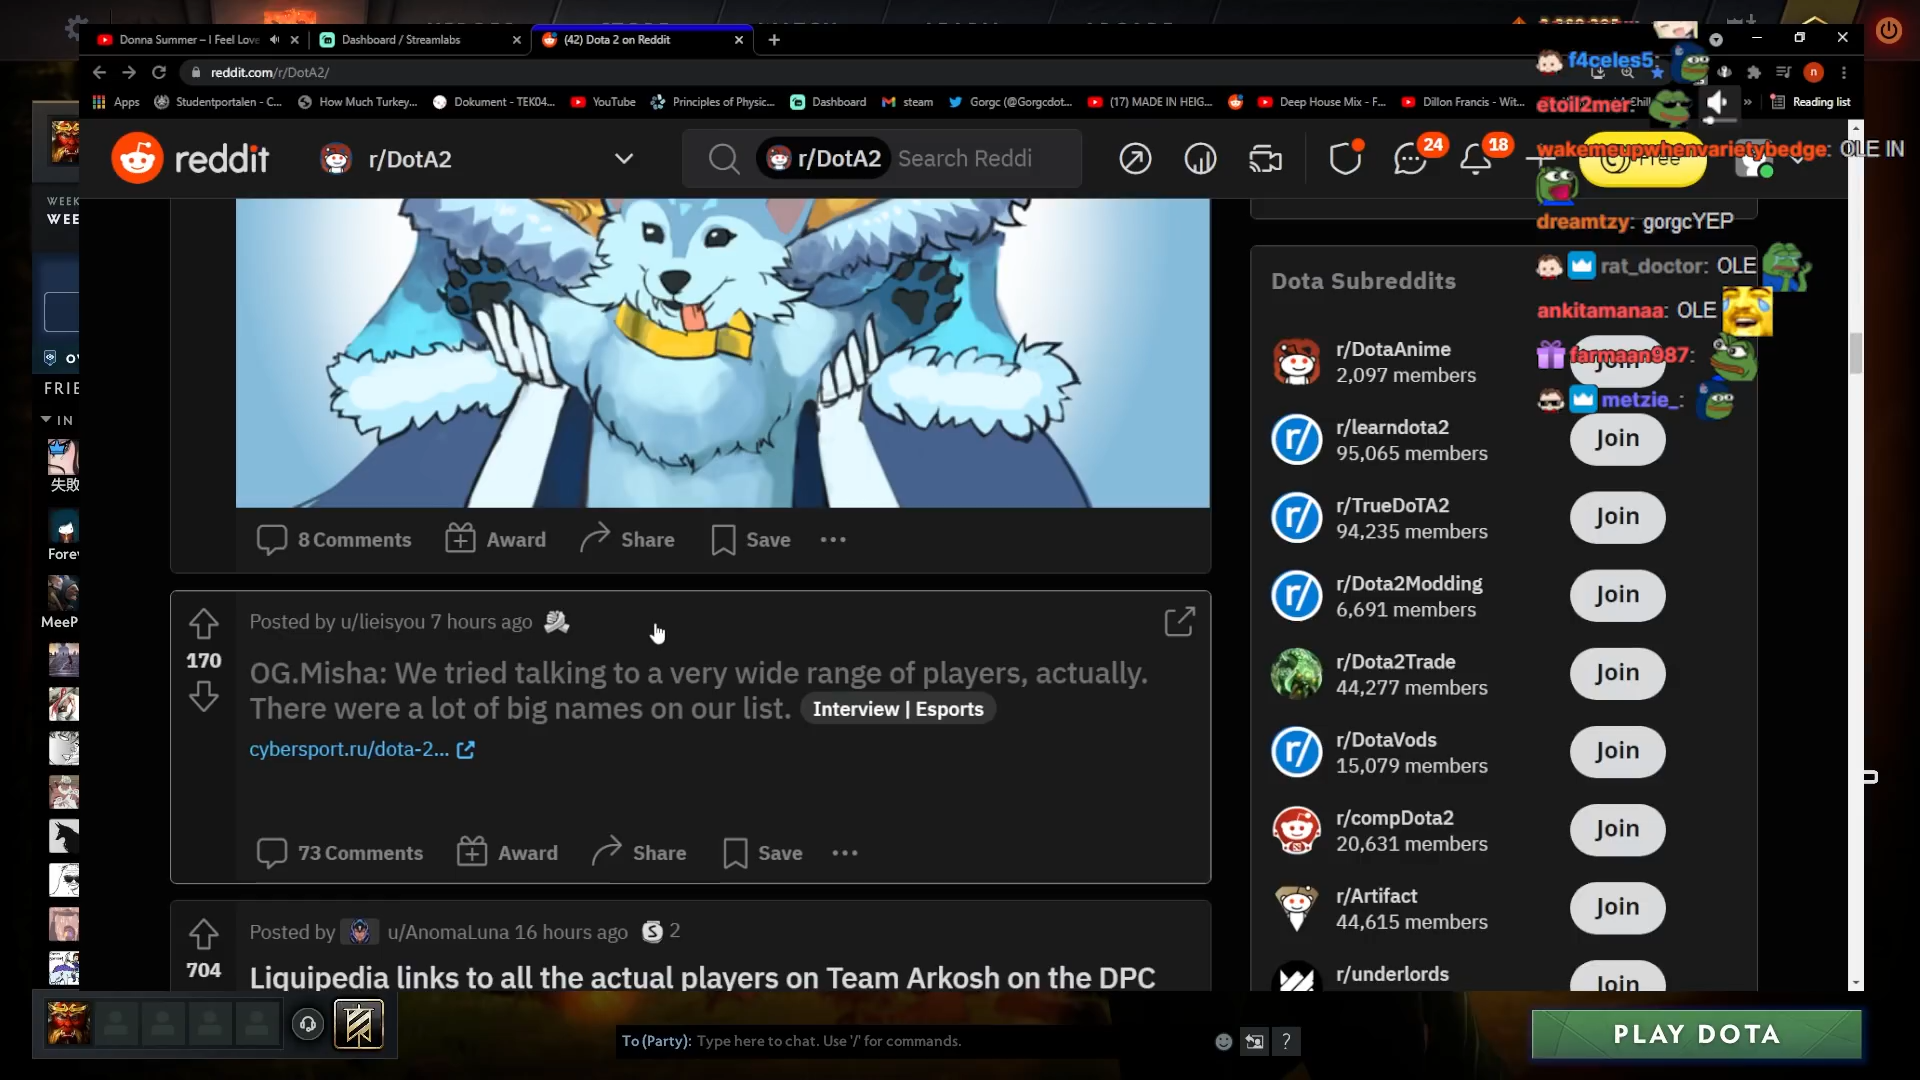 Donna Summer – I Feel Love
Dashboard / Streamlabs
(42) Dota 2 on Reddit
reddit.com/r/DotA2/
Apps
Studentportalen - C...
How Much Turkey...
Dokument - TEK04...
YouTube
Principles of Physic...
Dashboard
steam
Gorgc (@Gorgcdot...
(17) MADE IN HEIG...
Deep House Mix - F...
Dillon Francis - Wit...
Reading list
f4celes5:
etoil2mer:
wakemeupwhenvarietybedge: OLE IN
dreamtzy: gorgcYEP
rat_doctor: OLE
ankitamanaa: OLE
farmaan987:
metzie_:
reddit
r/DotA2
r/DotA2 Search Reddi
24
18
Free
WEEK
WEE
FRIE
IN
失敗
Fore
MeeP
8 Comments
Award
Share
Save
170
Posted by u/lieisyou 7 hours ago
OG.Misha: We tried talking to a very wide range of players, actually.
There were a lot of big names on our list. Interview | Esports
cybersport.ru/dota-2...
73 Comments
Award
Share
Save
704
Posted by u/AnomaLuna 16 hours ago 2
Liquipedia links to all the actual players on Team Arkosh on the DPC
Dota Subreddits
r/DotaAnime
2,097 members
Join
r/learndota2
95,065 members
Join
r/TrueDoTA2
94,235 members
Join
r/Dota2Modding
6,691 members
Join
r/Dota2Trade
44,277 members
Join
r/DotaVods
15,079 members
Join
r/compDota2
20,631 members
Join
r/Artifact
44,615 members
Join
r/underlords
Join
To (Party): Type here to chat. Use '/' for commands.
?
PLAY DOTA